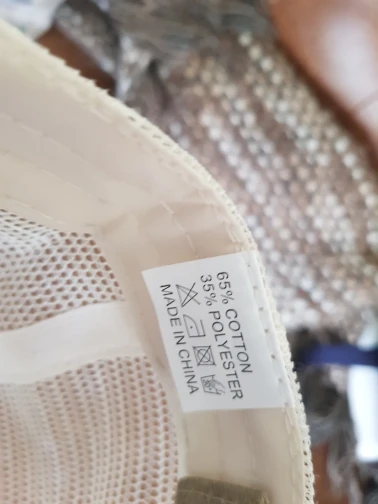 65% COTTON
35% POLYESTER
MADE IN CHINA